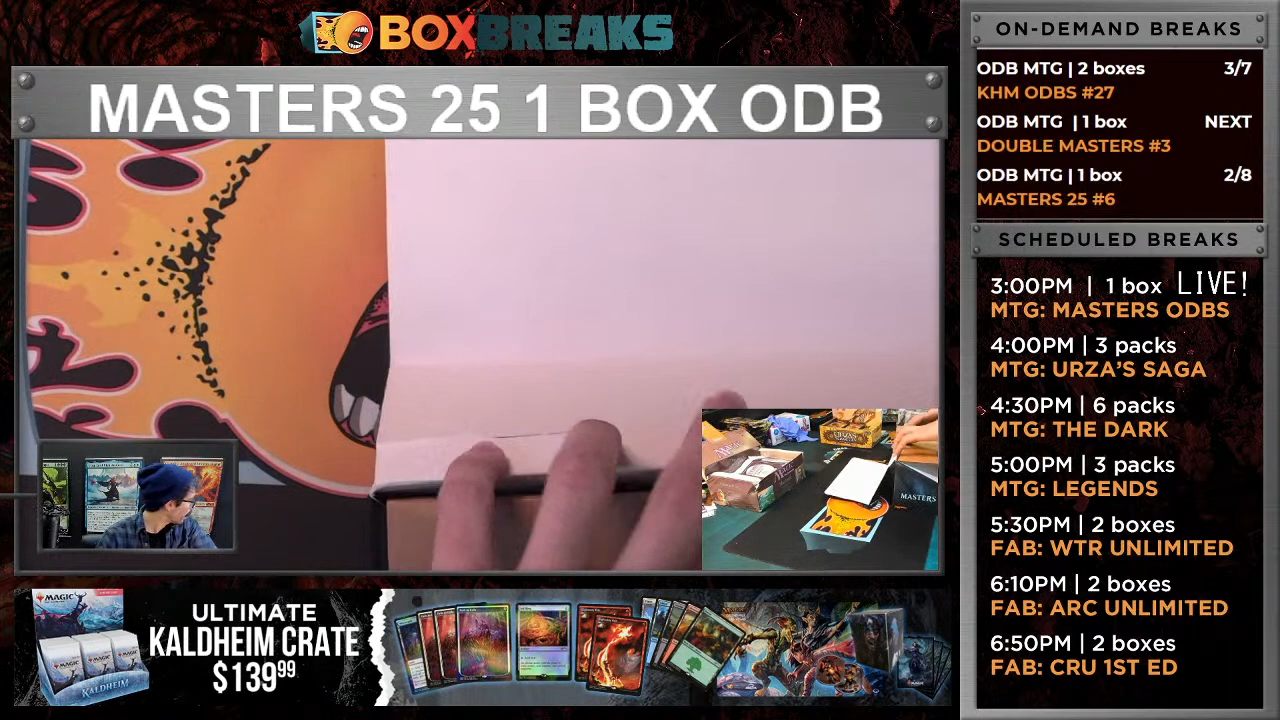 BOXBREAKS
MASTERS 25 1 BOX ODB
MASTERS
MAGIC
KALDHEIM
ULTIMATE
KALDHEIM CRATE
$139.99
ON-DEMAND BREAKS
ODB MTG | 2 boxes 3/7
KHM ODBS #27
ODB MTG | 1 box NEXT
DOUBLE MASTERS #3
ODB MTG | 1 box 2/8
MASTERS 25 #6
SCHEDULED BREAKS
3:00PM | 1 box LIVE!
MTG: MASTERS ODBS
4:00PM | 3 packs
MTG: URZA'S SAGA
4:30PM | 6 packs
MTG: THE DARK
5:00PM | 3 packs
MTG: LEGENDS
5:30PM | 2 boxes
FAB: WTR UNLIMITED
6:10PM | 2 boxes
FAB: ARC UNLIMITED
6:50PM | 2 boxes
FAB: CRU 1ST ED